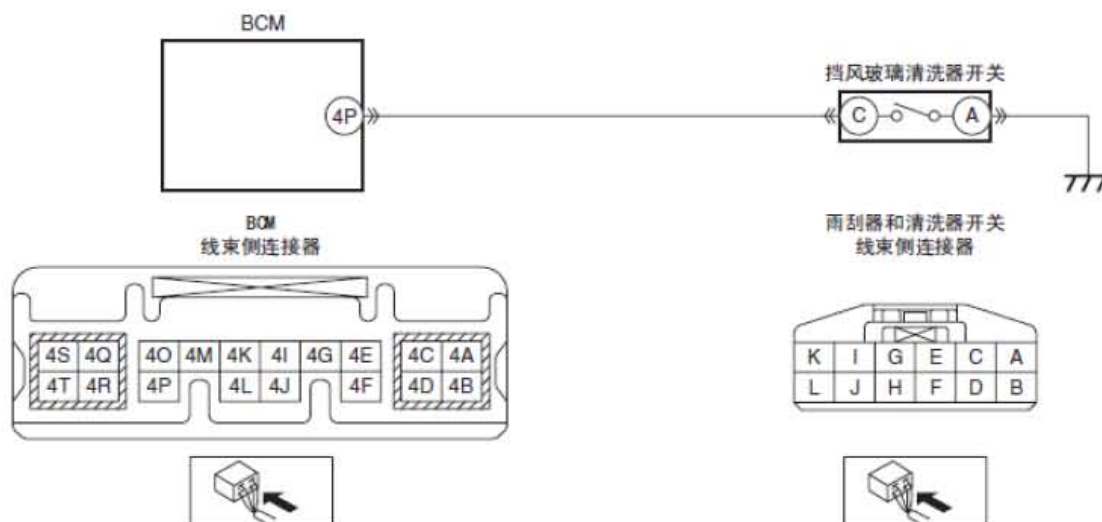 BCM
4P
挡风玻璃清洗器开关
C A
BCM
线束侧连接器
雨刮器和清洗器开关
线束侧连接器
4S 4Q 4O 4M 4K 4I 4G 4E 4C 4A
4T 4R 4P 4L 4J 4F 4D 4B
K I G E C A
L J H F D B